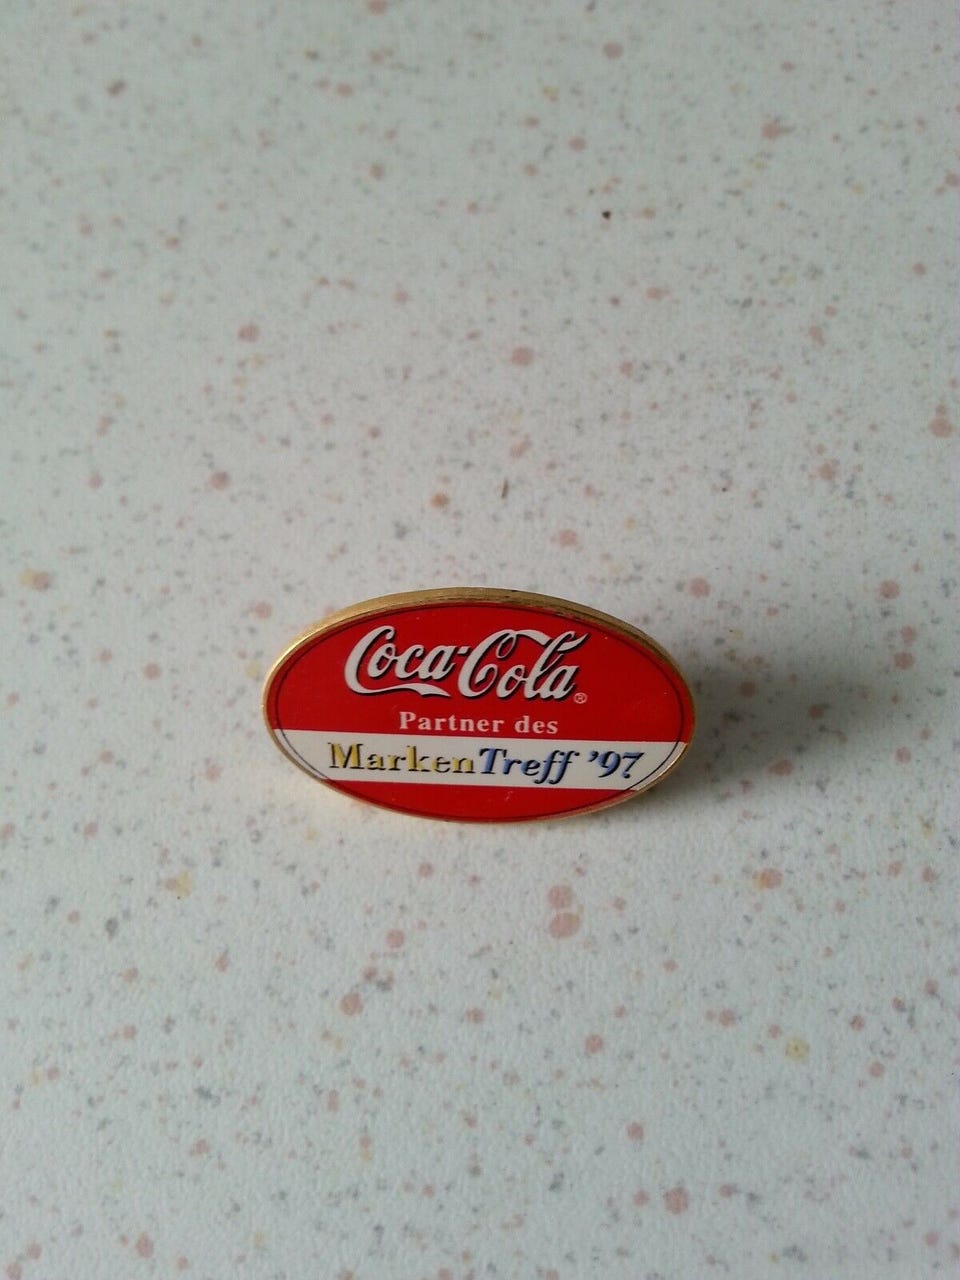 Coca-Cola®
Partner des
MarkenTreff '97